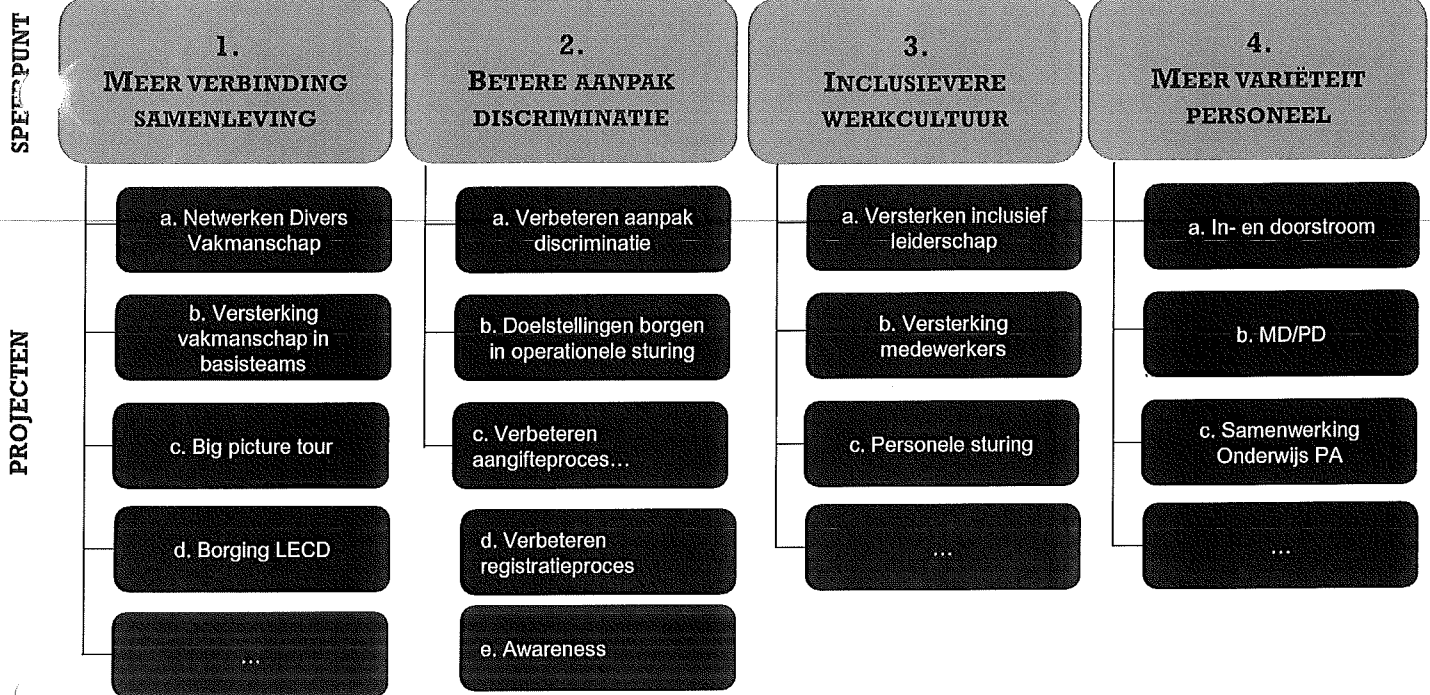 SPEERPUNT
1.
MEER VERBINDING
SAMENLEVING
2.
BETERE AANPAK
DISCRIMINATIE
3.
INCLUSIEVERE
WERKCULTUUR
4.
MEER VARIËTEIT
PERSONEEL
PROJECTEN
a. Netwerken Divers
Vakmanschap
b. Versterking
vakmanschap in
basisteams
c. Big picture tour
d. Borging LECD
...
a. Verbeteren aanpak
discriminatie
b. Doelstellingen borgen
in operationele sturing
c. Verbeteren
aangifteproces...
d. Verbeteren
registratieproces
e. Awareness
a. Versterken inclusief
leiderschap
b. Versterking
medewerkers
c. Personele sturing
...
a. In- en doorstroom
b. MD/PD
c. Samenwerking
Onderwijs PA
...